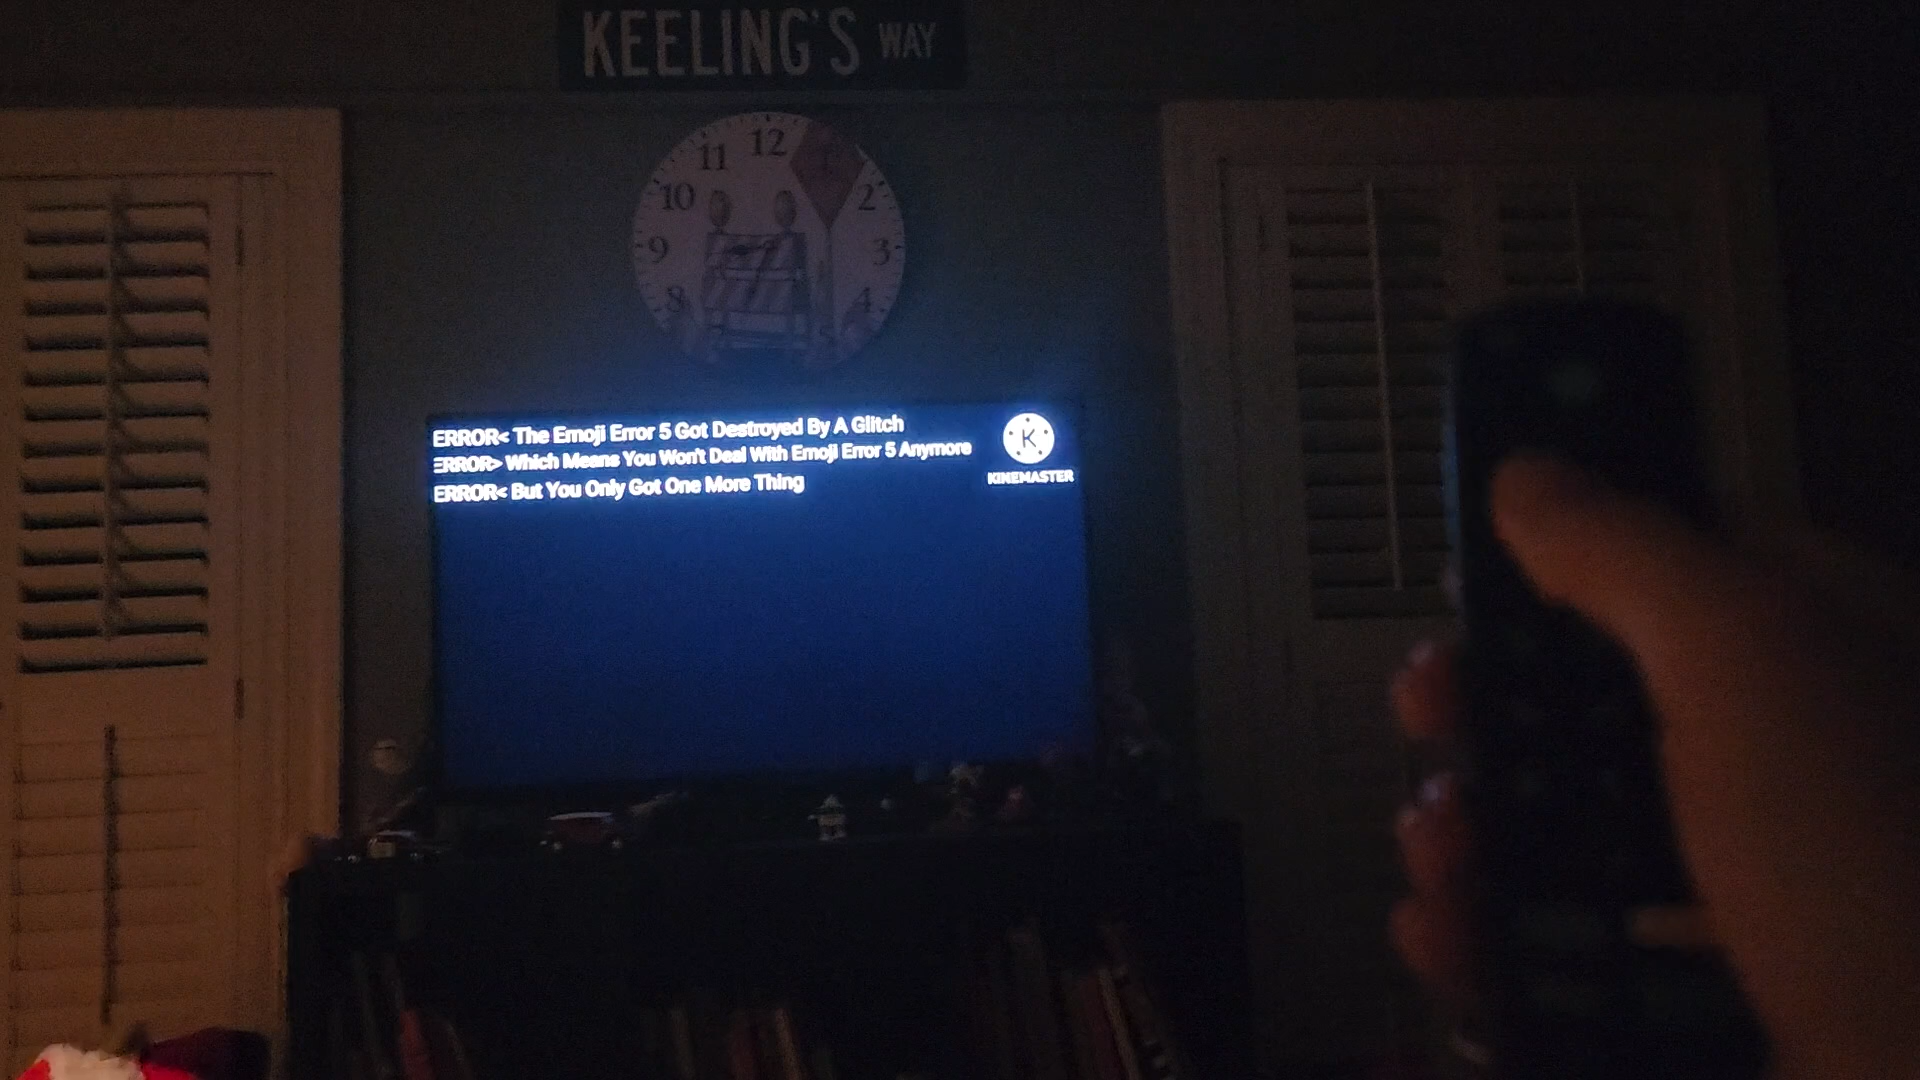 KEELING'S WAY
12
11
10
2
9
3
8
4
ERROR< The Emoji Error 5 Got Destroyed By A Glitch
ERROR> Which Means You Won't Deal With Emoji Error 5 Anymore
ERROR< But You Only Got One More Thing
K
KINEMASTER